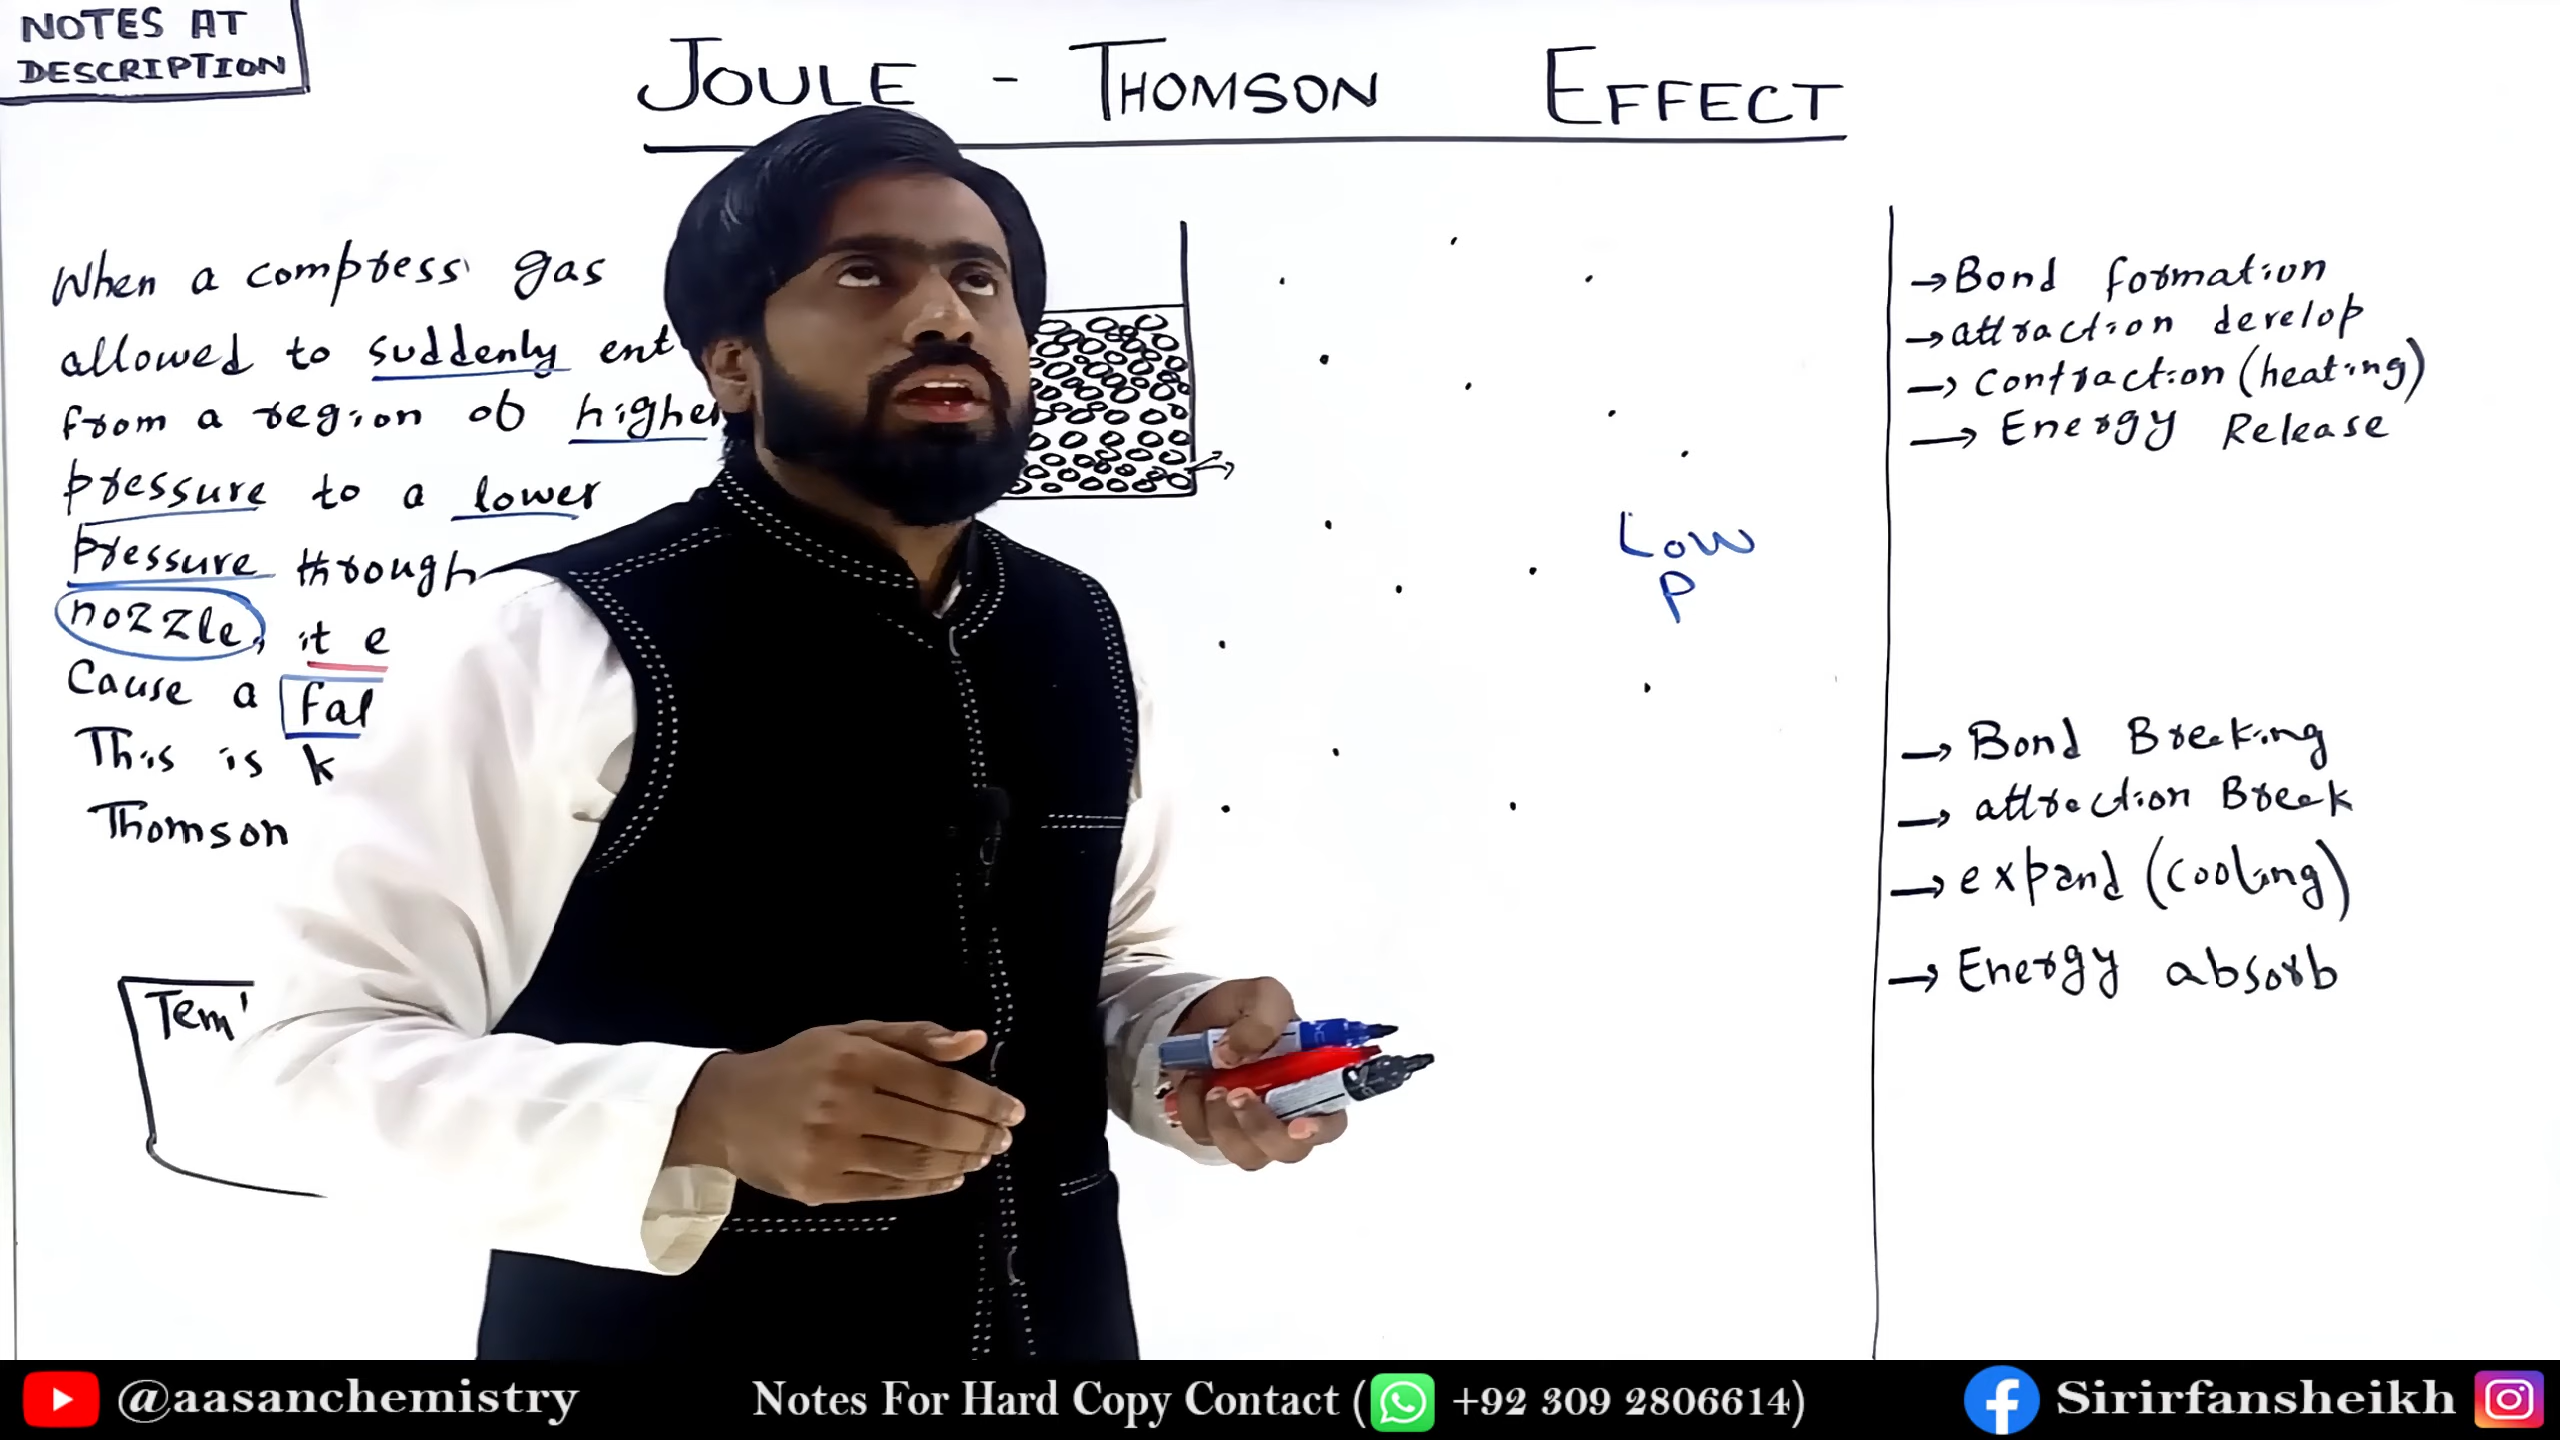 NOTES AT
DESCRIPTION
JOULE - THOMSON EFFECT
When a compress gas
allowed to suddenly ent
from a region of higher
pressure to a lower
pressure through
nozzle, it e
Cause a fal
This is k
Thomson
Tem
Low
P
→ Bond formation
→ attraction develop
→ Contraction (heating)
→ Energy Release
→ Bond Breaking
→ attraction Break
→ expand (cooling)
→ Energy absorb
@aasanchemistry
Notes For Hard Copy Contact ( +92 309 2806614)
Sirirfansheikh